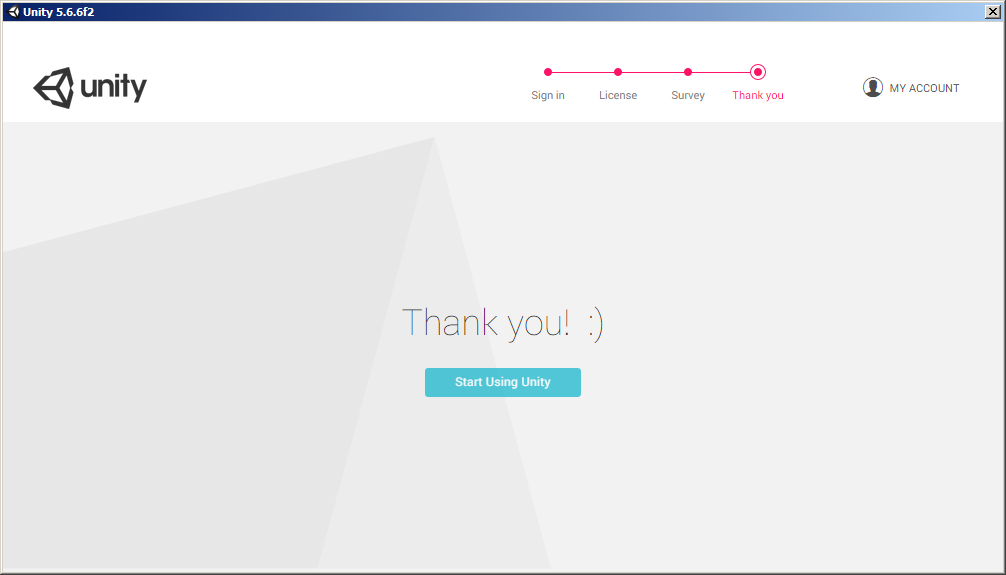 Unity 5.6.6f2
unity
Sign in
License
Survey
Thank you
MY ACCOUNT
Thank you! :)
Start Using Unity